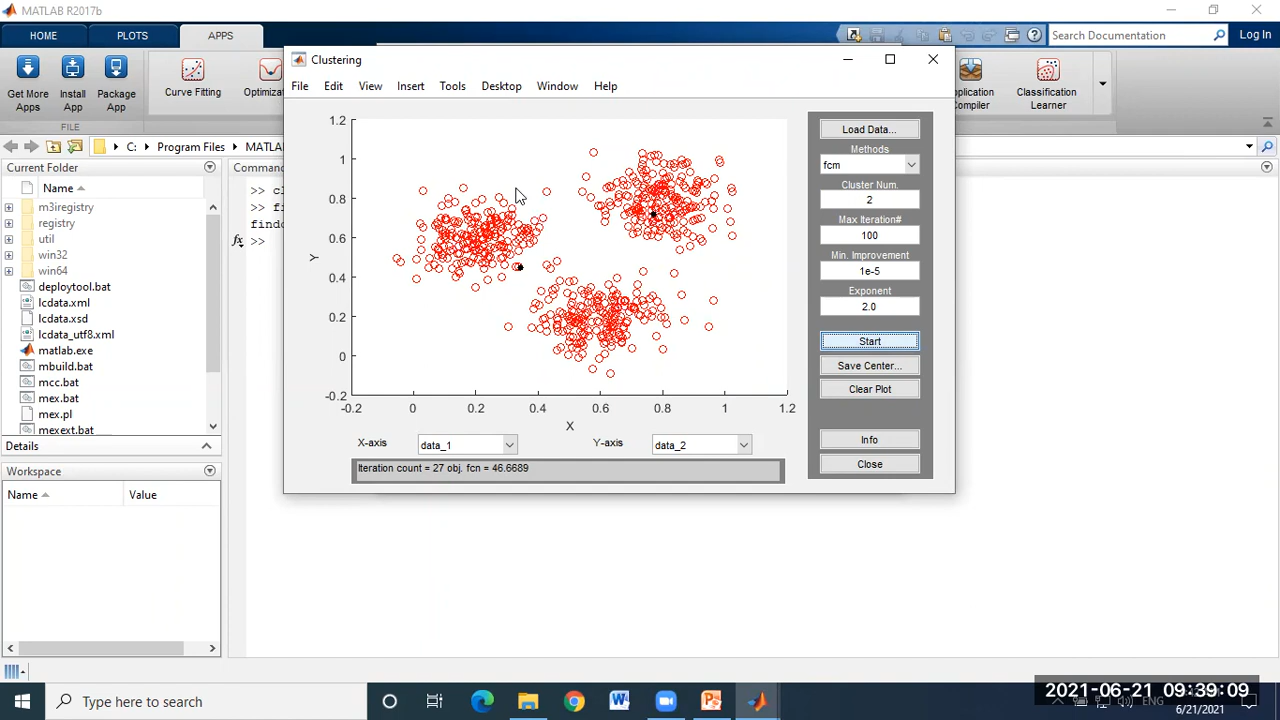 MATLAB R2017b
HOME
PLOTS
APPS
Search Documentation
Log In
Clustering
Get More
Apps
Install
App
Package
App
Curve Fitting
Optimizat
pplication
Compiler
Classification
Learner
FILE
File Edit View Insert Tools Desktop Window Help
C: ▸ Program Files ▸ MATLA
Current Folder
Name
m3iregistry
registry
util
win32
win64
deploytool.bat
lcdata.xml
lcdata.xsd
lcdata_utf8.xml
matlab.exe
mbuild.bat
mcc.bat
mex.bat
mex.pl
mexext.bat
Details
Workspace
Name
Value
Comman
>> cl
>> fi
findc
fx >>
1.2
1
0.8
0.6
0.4
0.2
0
-0.2
Y
-0.2 0 0.2 0.4 0.6 0.8 1 1.2
X
X-axis
data_1
Y-axis
data_2
Iteration count = 27 obj. fcn = 46.6689
Load Data...
Methods
fcm
Cluster Num.
2
Max Iteration#
100
Min. Improvement
1e-5
Exponent
2.0
Start
Save Center...
Clear Plot
Info
Close
Type here to search
ENG
2021-06-21 09:39:09
6/21/2021